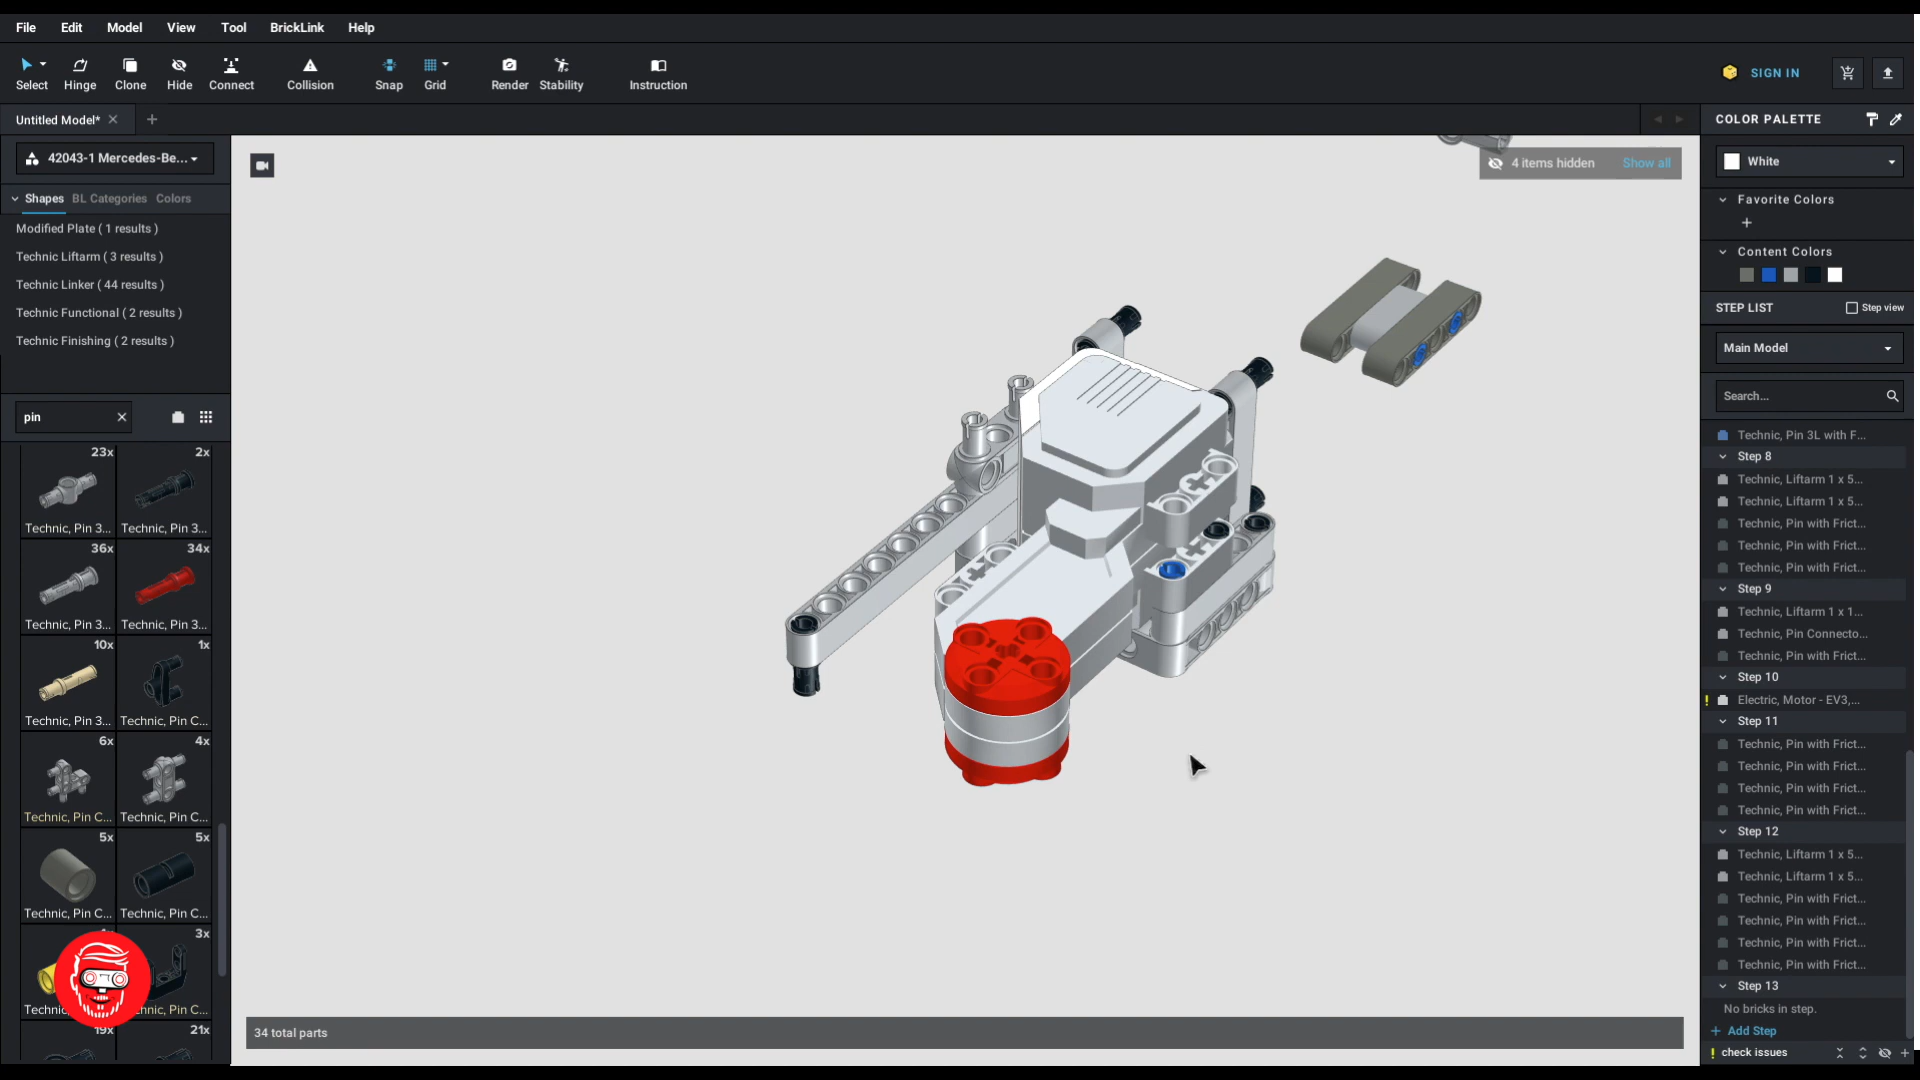 File Edit Model View Tool BrickLink Help
Select Hinge Clone Hide Connect Collision Snap Grid Render Stability Instruction
SIGN IN
Untitled Model*
42043-1 Mercedes-Be...
Shapes BL Categories Colors
Modified Plate ( 1 results )
Technic Liftarm ( 3 results )
Technic Linker ( 44 results )
Technic Functional ( 2 results )
Technic Finishing ( 2 results )
pin
23x 2x
Technic, Pin 3... Technic, Pin 3...
36x 34x
Technic, Pin 3... Technic, Pin 3...
10x 1x
Technic, Pin 3... Technic, Pin C...
6x 4x
Technic, Pin C... Technic, Pin C...
5x 5x
Technic, Pin C... Technic, Pin C...
3x
19x 21x
4 items hidden Show all
34 total parts
COLOR PALETTE
White
Favorite Colors
+
Content Colors
STEP LIST Step view
Main Model
Search...
Technic, Pin 3L with F...
Step 8
Technic, Liftarm 1 x 5...
Technic, Liftarm 1 x 5...
Technic, Pin with Frict...
Technic, Pin with Frict...
Technic, Pin with Frict...
Step 9
Technic, Liftarm 1 x 1...
Technic, Pin Connecto...
Technic, Pin with Frict...
Step 10
! Electric, Motor - EV3,...
Step 11
Technic, Pin with Frict...
Technic, Pin with Frict...
Technic, Pin with Frict...
Technic, Pin with Frict...
Step 12
Technic, Liftarm 1 x 5...
Technic, Liftarm 1 x 5...
Technic, Pin with Frict...
Technic, Pin with Frict...
Technic, Pin with Frict...
Technic, Pin with Frict...
Step 13
No bricks in step.
+ Add Step
! check issues